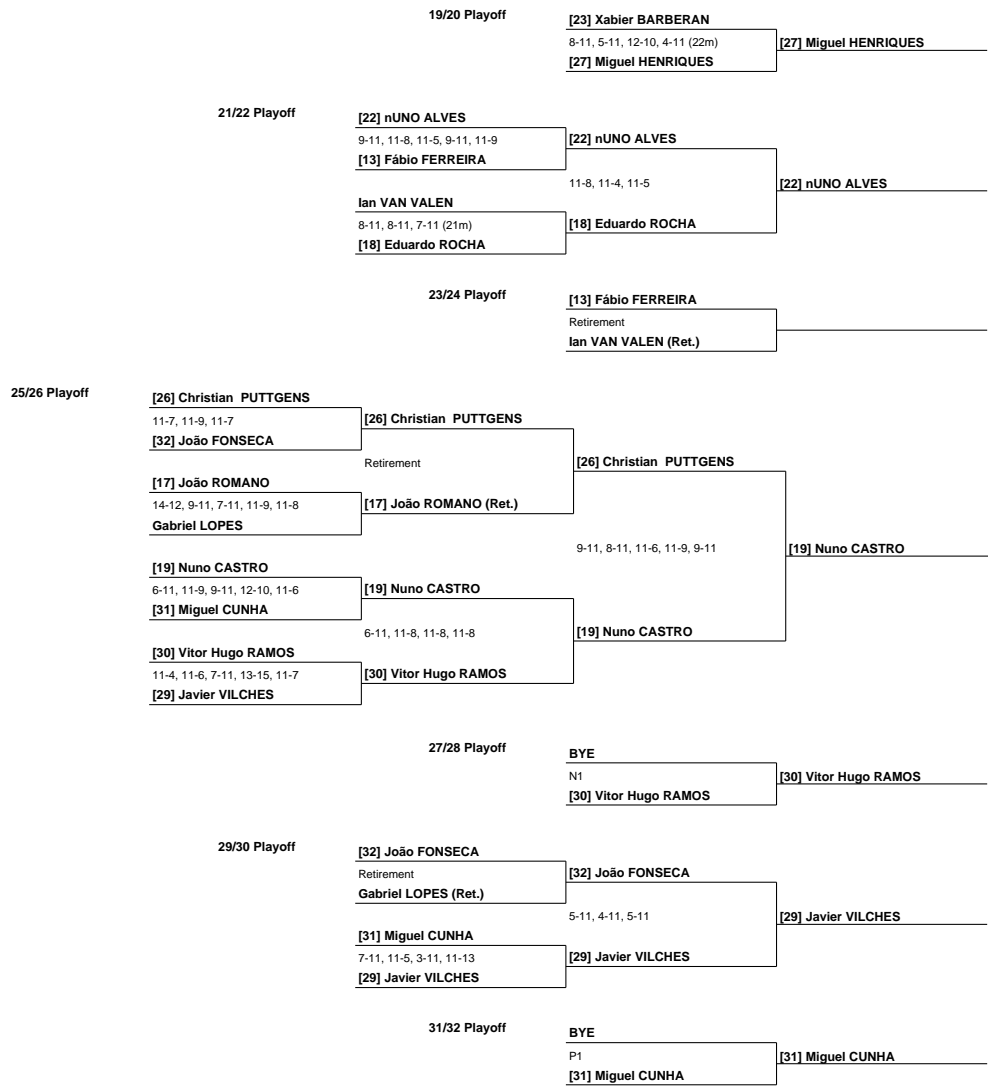 19/20 Playoff
[23] Xabier BARBERAN
8-11, 5-11, 12-10, 4-11 (22m)
[27] Miguel HENRIQUES
[27] Miguel HENRIQUES
21/22 Playoff
[22] nUNO ALVES
9-11, 11-8, 11-5, 9-11, 11-9
[22] nUNO ALVES
[13] Fábio FERREIRA
11-8, 11-4, 11-5
[22] nUNO ALVES
Ian VAN VALEN
8-11, 8-11, 7-11 (21m)
[18] Eduardo ROCHA
[18] Eduardo ROCHA
23/24 Playoff
[13] Fábio FERREIRA
Retirement
Ian VAN VALEN (Ret.)
25/26 Playoff
[26] Christian  PUTTGENS
11-7, 11-9, 11-7
[26] Christian  PUTTGENS
[32] João FONSECA
Retirement
[26] Christian  PUTTGENS
[17] João ROMANO
14-12, 9-11, 7-11, 11-9, 11-8
[17] João ROMANO (Ret.)
Gabriel LOPES
9-11, 8-11, 11-6, 11-9, 9-11
[19] Nuno CASTRO
[19] Nuno CASTRO
6-11, 11-9, 9-11, 12-10, 11-6
[19] Nuno CASTRO
[31] Miguel CUNHA
6-11, 11-8, 11-8, 11-8
[19] Nuno CASTRO
[30] Vitor Hugo RAMOS
11-4, 11-6, 7-11, 13-15, 11-7
[30] Vitor Hugo RAMOS
[29] Javier VILCHES
27/28 Playoff
BYE
N1
[30] Vitor Hugo RAMOS
[30] Vitor Hugo RAMOS
29/30 Playoff
[32] João FONSECA
Retirement
[32] João FONSECA
Gabriel LOPES (Ret.)
5-11, 4-11, 5-11
[29] Javier VILCHES
[31] Miguel CUNHA
7-11, 11-5, 3-11, 11-13
[29] Javier VILCHES
[29] Javier VILCHES
31/32 Playoff
BYE
P1
[31] Miguel CUNHA
[31] Miguel CUNHA